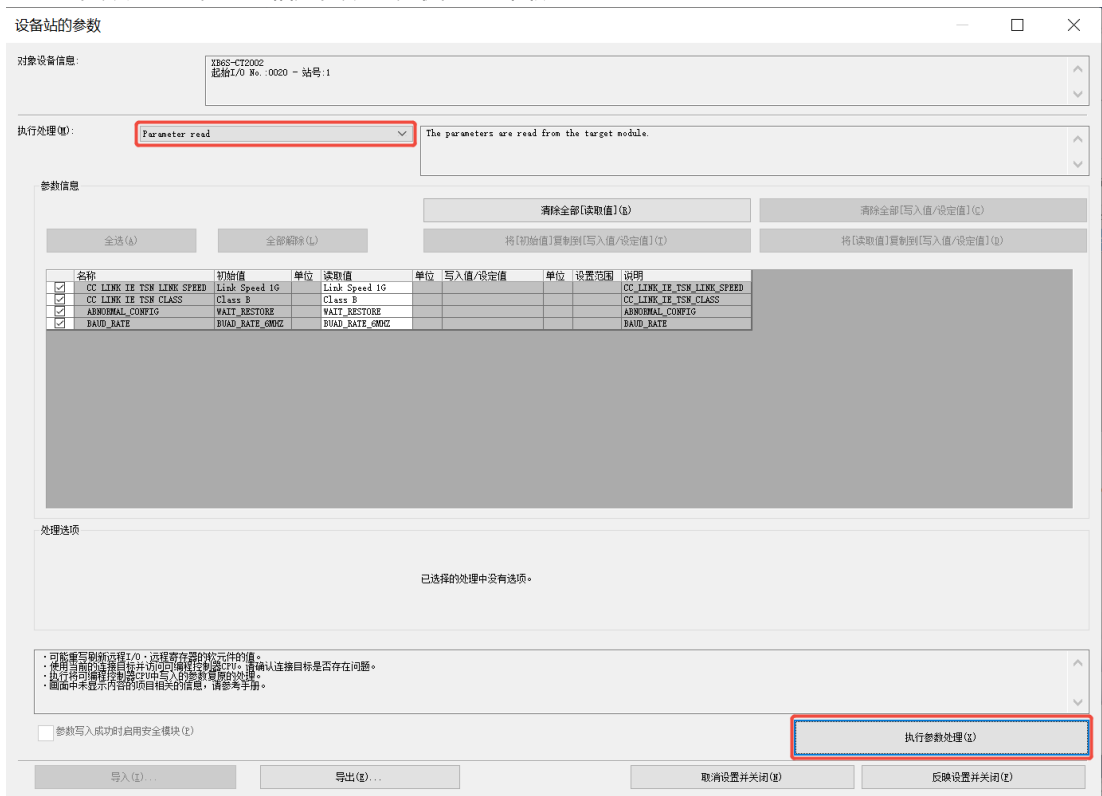 设备站的参数
对象设备信息:
XB6S-CT2002
起始I/O No.:0020 - 站号:1
执行处理(M):
Parameter read
The parameters are read from the target module.
参数信息
清除全部[读取值](R)
清除全部[写入值/设定值](C)
全选(A)
全部解除(L)
将[初始值]复制到[写入值/设定值](T)
将[读取值]复制到[写入值/设定值](D)
名称 初始值 单位 读取值 单位 写入值/设定值 单位 设置范围 说明
CC LINK IE TSN LINK SPEED Link Speed 1G Link Speed 1G CC_LINK_IE_TSN_LINK_SPEED
CC LINK IE TSN CLASS Class B Class B CC_LINK_IE_TSN_CLASS
ABNORMAL_CONFIG WAIT_RESTORE WAIT_RESTORE ABNORMAL_CONFIG
BAUD_RATE BUAD_RATE_6MHZ BUAD_RATE_6MHZ BAUD_RATE
处理选项
已选择的处理中没有选项。
·可能重写刷新远程I/O·远程寄存器的软元件的值。
·使用当前的连接目标并访问可编程控制器CPU。请确认连接目标是否存在问题。
·执行将可编程控制器CPU中写入的参数复原的处理。
·画面中未显示内容的项目相关的信息,请参考手册。
参数写入成功时启用安全模块(P)
执行参数处理(X)
导入(I)...
导出(E)...
取消设置并关闭(N)
反映设置并关闭(F)